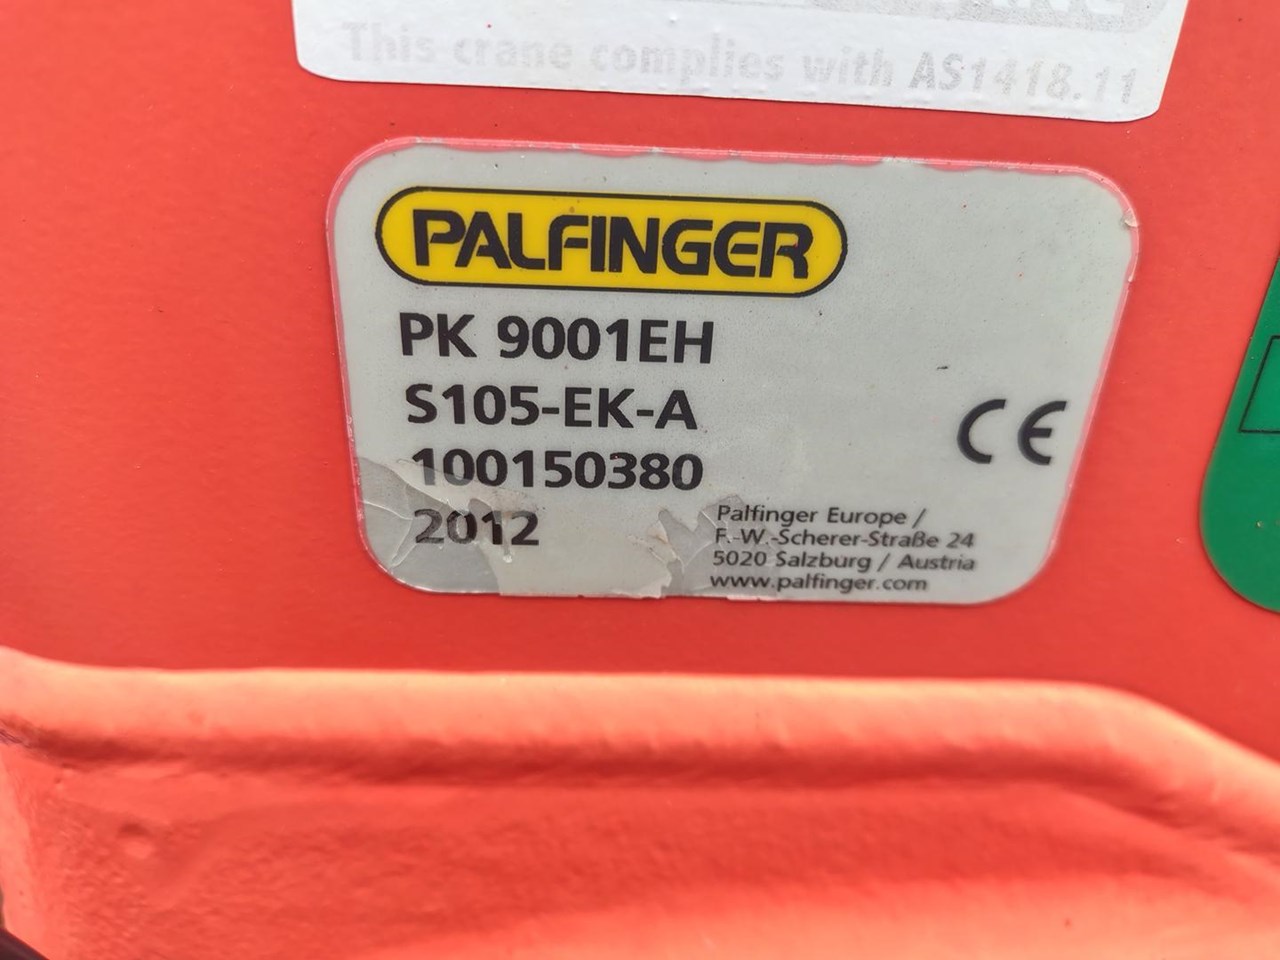 This crane complies with AS1418.11
PALFINGER
PK 9001EH
S105-EK-A
100150380
2012
CE
Palfinger Europe /
F.-W.-Scherer-Straße 24
5020 Salzburg / Austria
www.palfinger.com